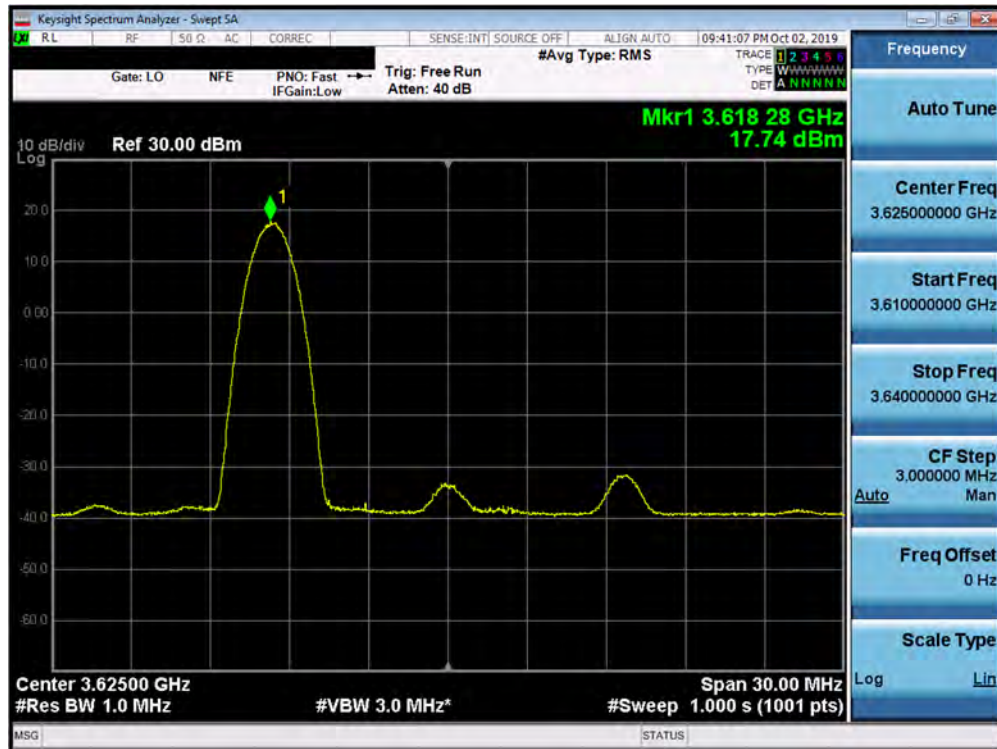 Keysight Spectrum Analyzer - Swept SA
LXI RL RF 50 Ω AC CORREC SENSE:INT SOURCE OFF ALIGN AUTO 09:41:07 PM Oct 02, 2019
Gate: LO NFE PNO: Fast IFGain:Low Trig: Free Run Atten: 40 dB #Avg Type: RMS
TRACE 1 2 3 4 5 6
TYPE WWWWWW
DET A N N N N N
Mkr1 3.618 28 GHz
17.74 dBm
10 dB/div Ref 30.00 dBm
Log
1
20.0
10.0
0.00
-10.0
-20.0
-30.0
-40.0
-50.0
-60.0
Center 3.62500 GHz Span 30.00 MHz
#Res BW 1.0 MHz #VBW 3.0 MHz* #Sweep 1.000 s (1001 pts)
MSG STATUS
Frequency
Auto Tune
Center Freq
3.625000000 GHz
Start Freq
3.610000000 GHz
Stop Freq
3.640000000 GHz
CF Step
3.000000 MHz
Auto Man
Freq Offset
0 Hz
Scale Type
Log Lin